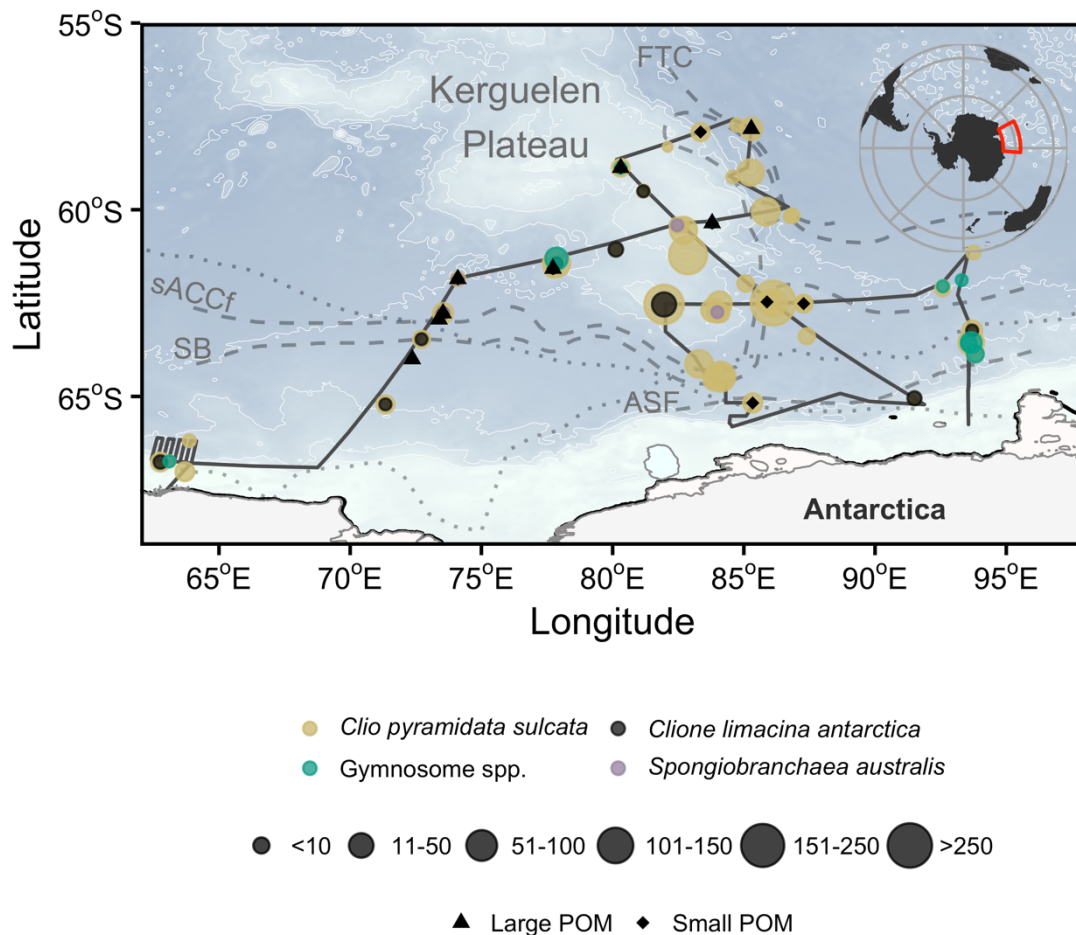 55°S
60°S
65°S
Latitude
FTC
Kerguelen
Plateau
sACCf
SB
ASF
Antarctica
65°E
70°E
75°E
80°E
85°E
90°E
95°E
Longitude
Clio pyramidata sulcata
Clione limacina antarctica
Gymnosome spp.
Spongiobranchaea australis
<10
11-50
51-100
101-150
151-250
>250
Large POM
Small POM